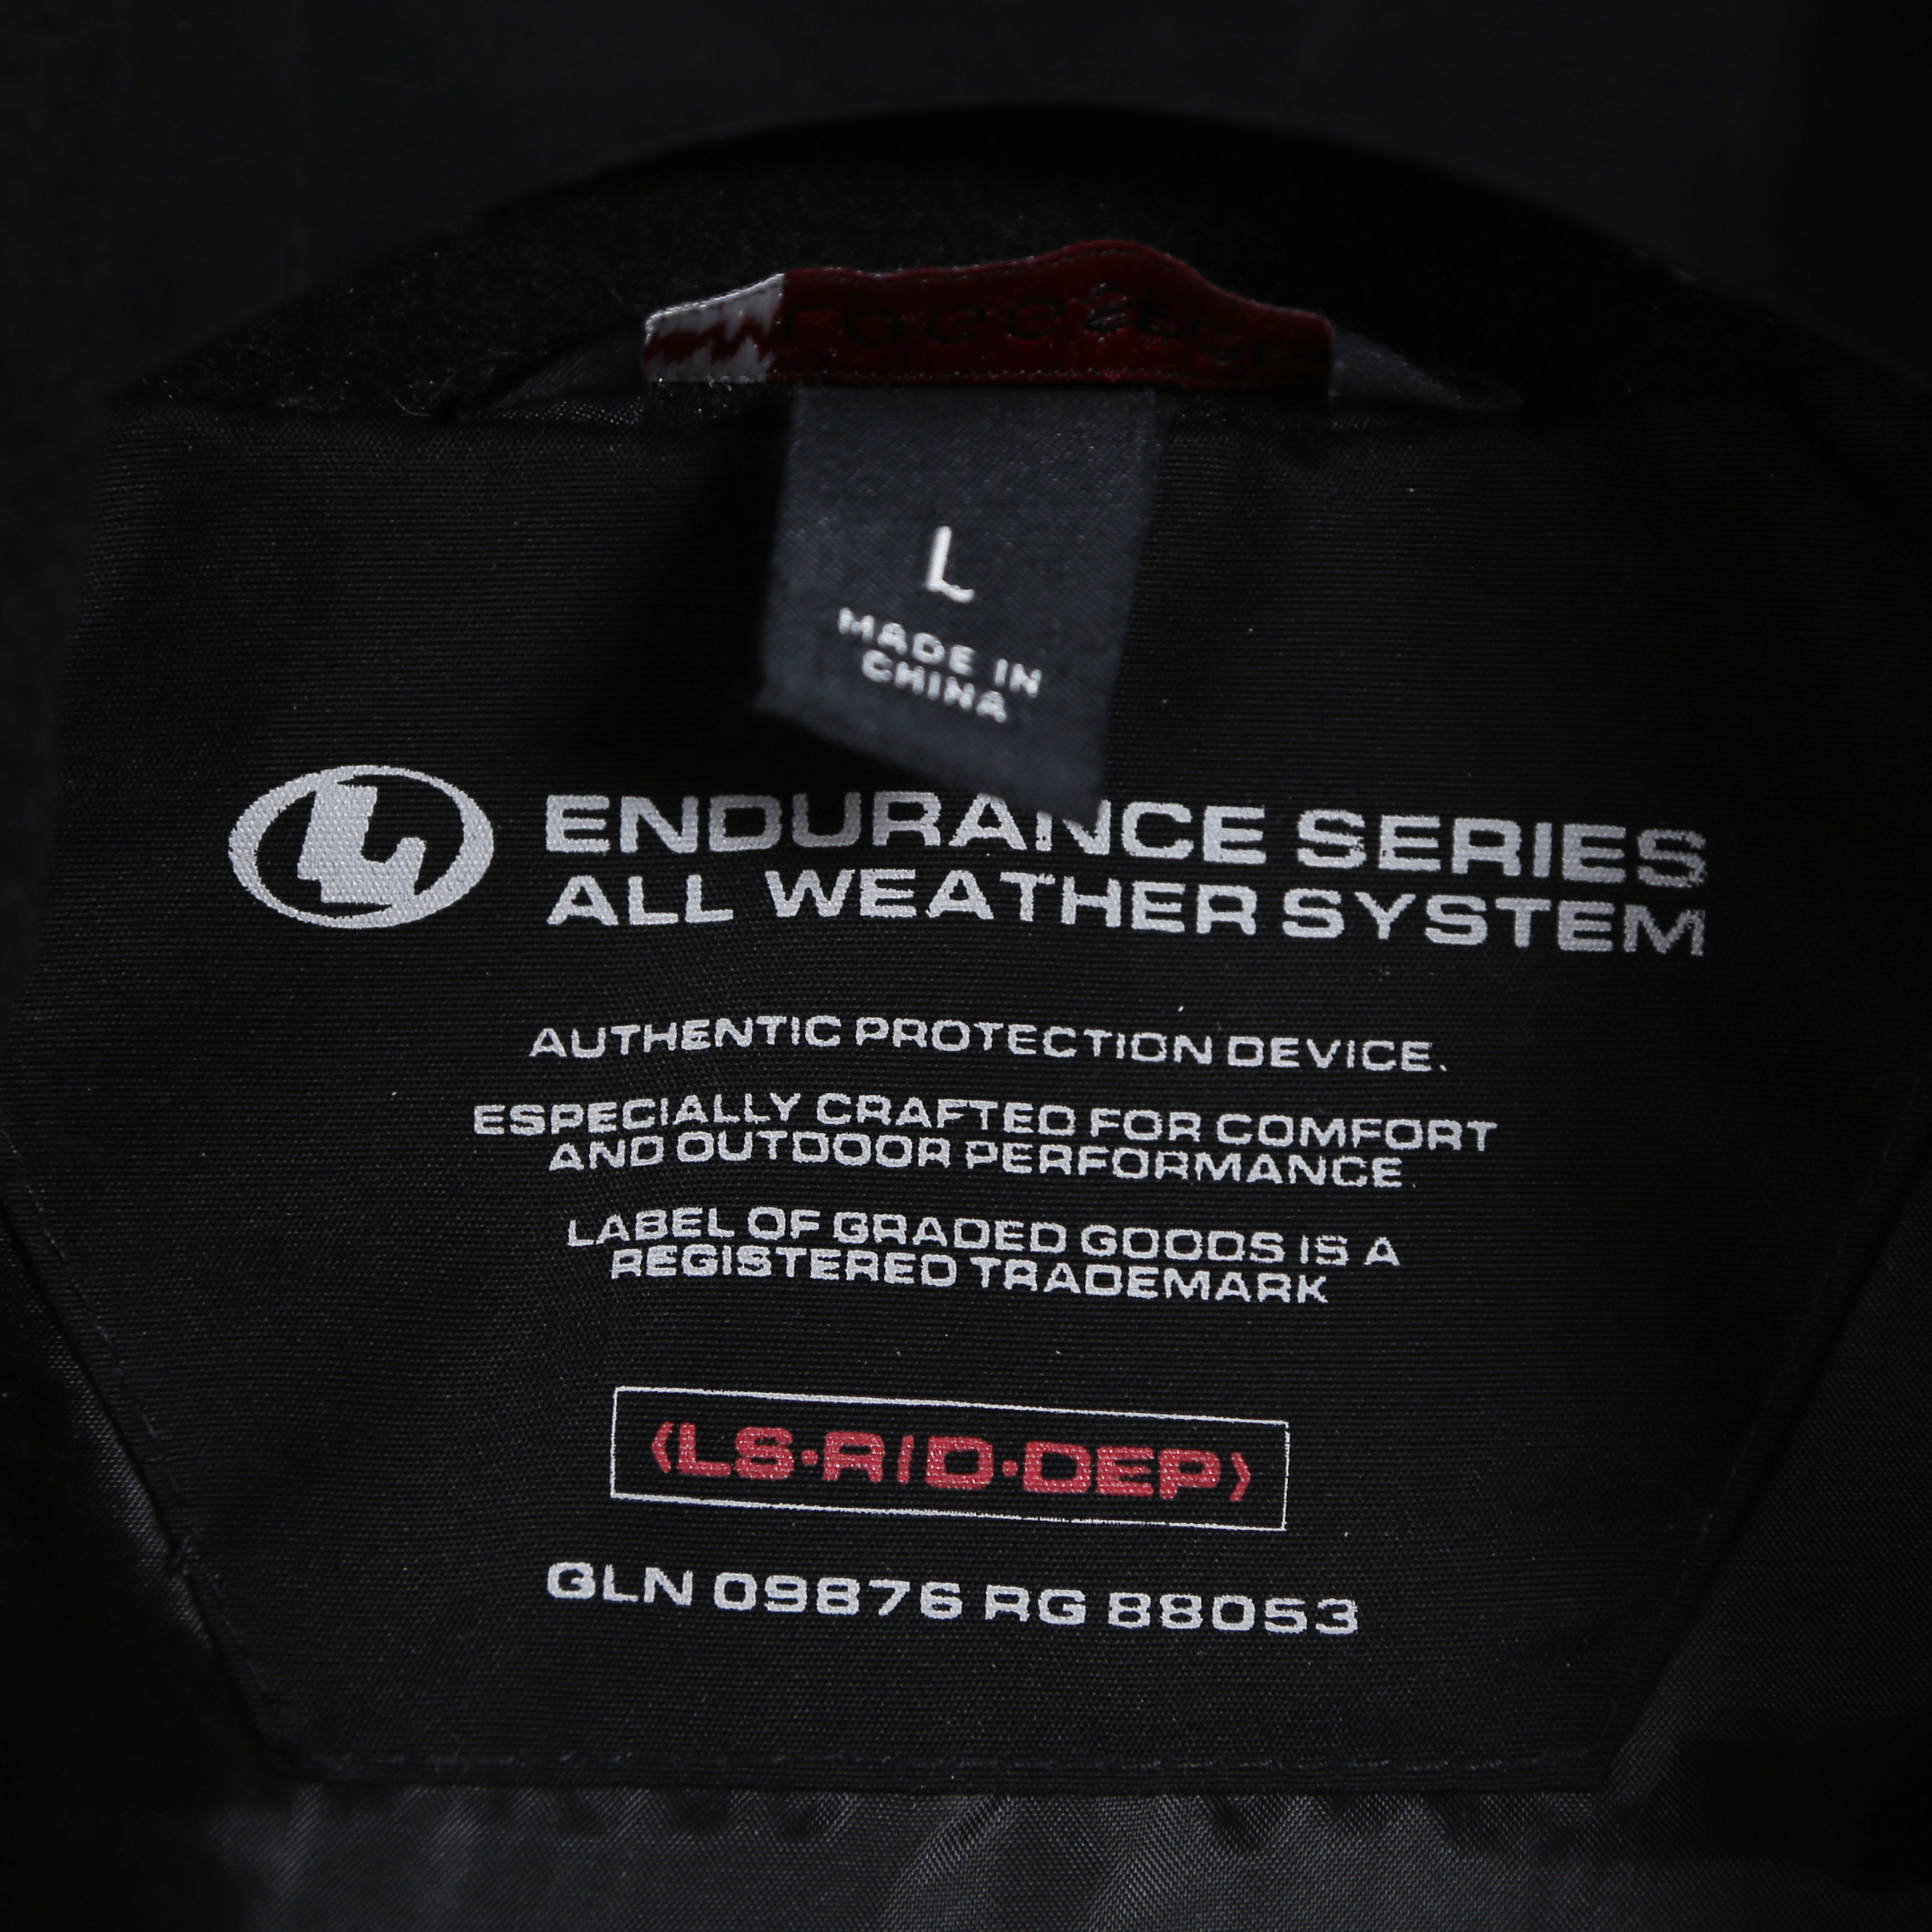 L
MADE IN
CHINA
ENDURANCE SERIES
ALL WEATHER SYSTEM
AUTHENTIC PROTECTION DEVICE.
ESPECIALLY CRAFTED FOR COMFORT
AND OUTDOOR PERFORMANCE.
LABEL OF GRADED GOODS IS A
REGISTERED TRADEMARK
(LS·R/D·DEP)
GLN 09876 RG 88053